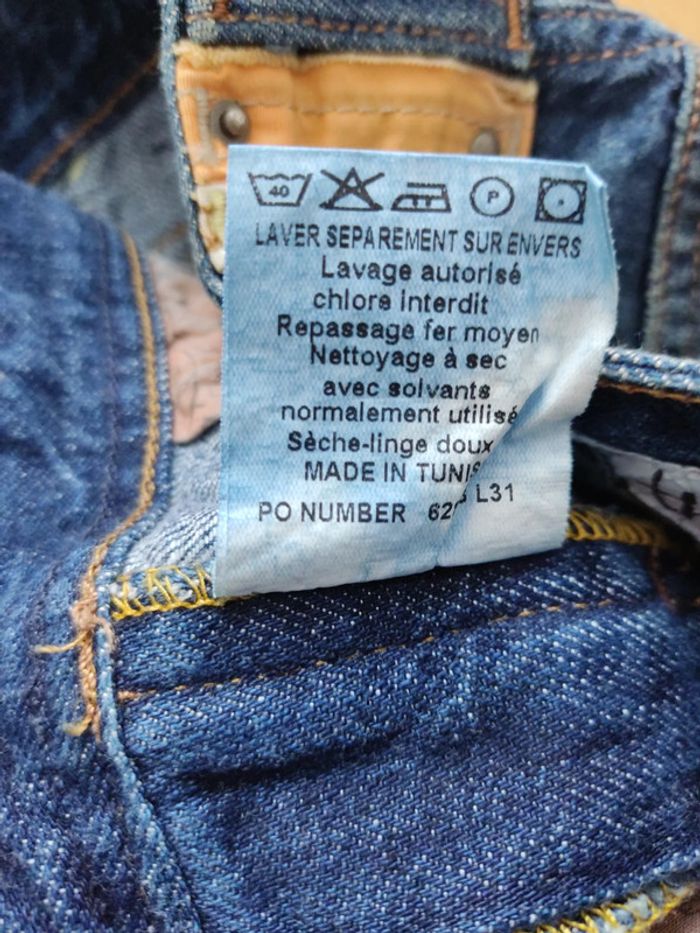 40 P
LAVER SEPAREMENT SUR ENVERS
Lavage autorisé
chlore interdit
Repassage fer moyen
Nettoyage à sec
avec solvants
normalement utilisé
Sèche-linge doux
MADE IN TUNIS
PO NUMBER L31